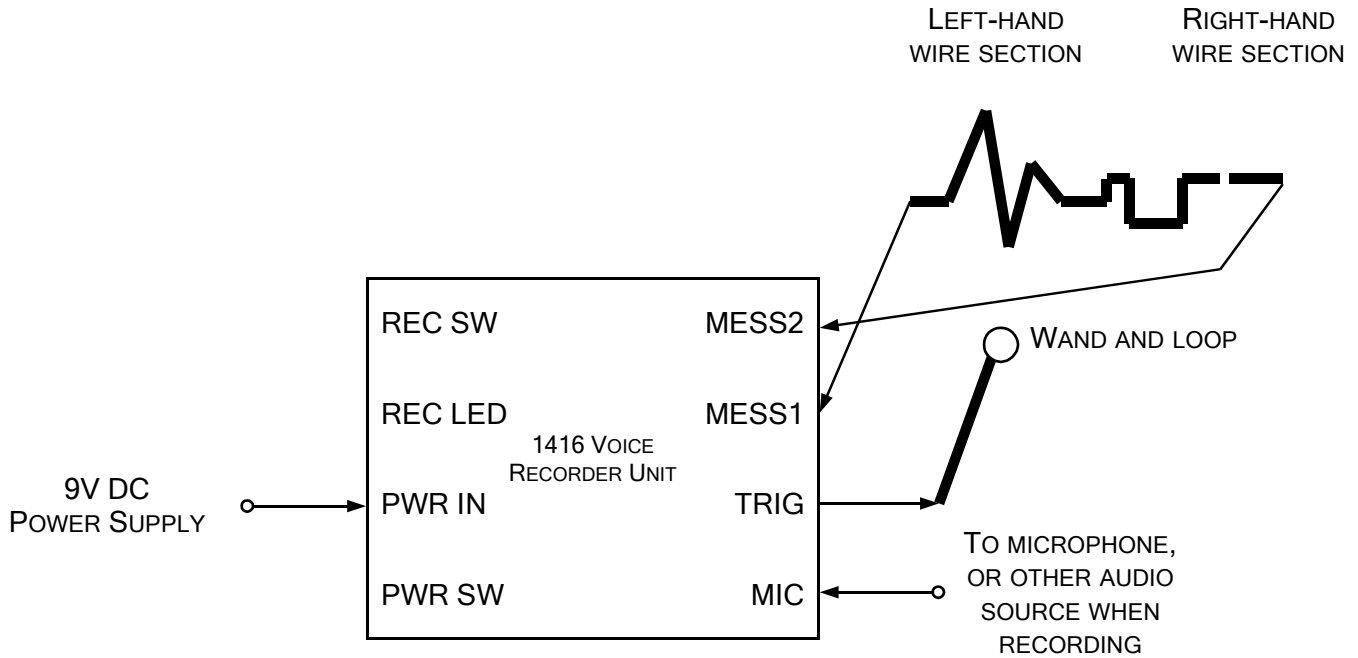 LEFT-HAND
WIRE SECTION
RIGHT-HAND
WIRE SECTION
REC SW
MESS2
WAND AND LOOP
REC LED
MESS1
1416 VOICE
RECORDER UNIT
9V DC
POWER SUPPLY
PWR IN
TRIG
PWR SW
MIC
TO MICROPHONE,
OR OTHER AUDIO
SOURCE WHEN
RECORDING